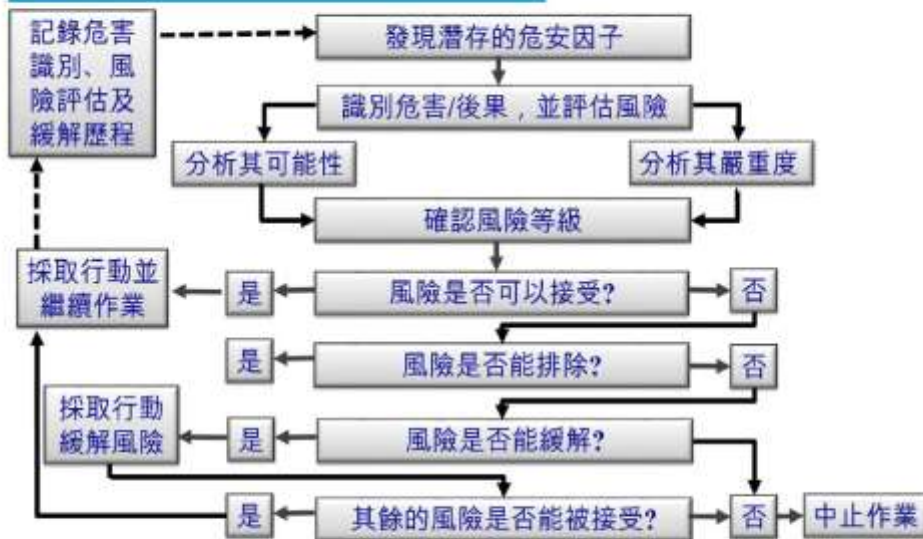 記錄危害
識別、風
險評估及
緩解歷程
發現潛存的危安因子
識別危害/後果，並評估風險
分析其可能性
分析其嚴重度
確認風險等級
採取行動並
繼續作業
是
風險是否可以接受?
否
是
風險是否能排除?
否
採取行動
緩解風險
是
風險是否能緩解?
是
其餘的風險是否能被接受?
否
中止作業